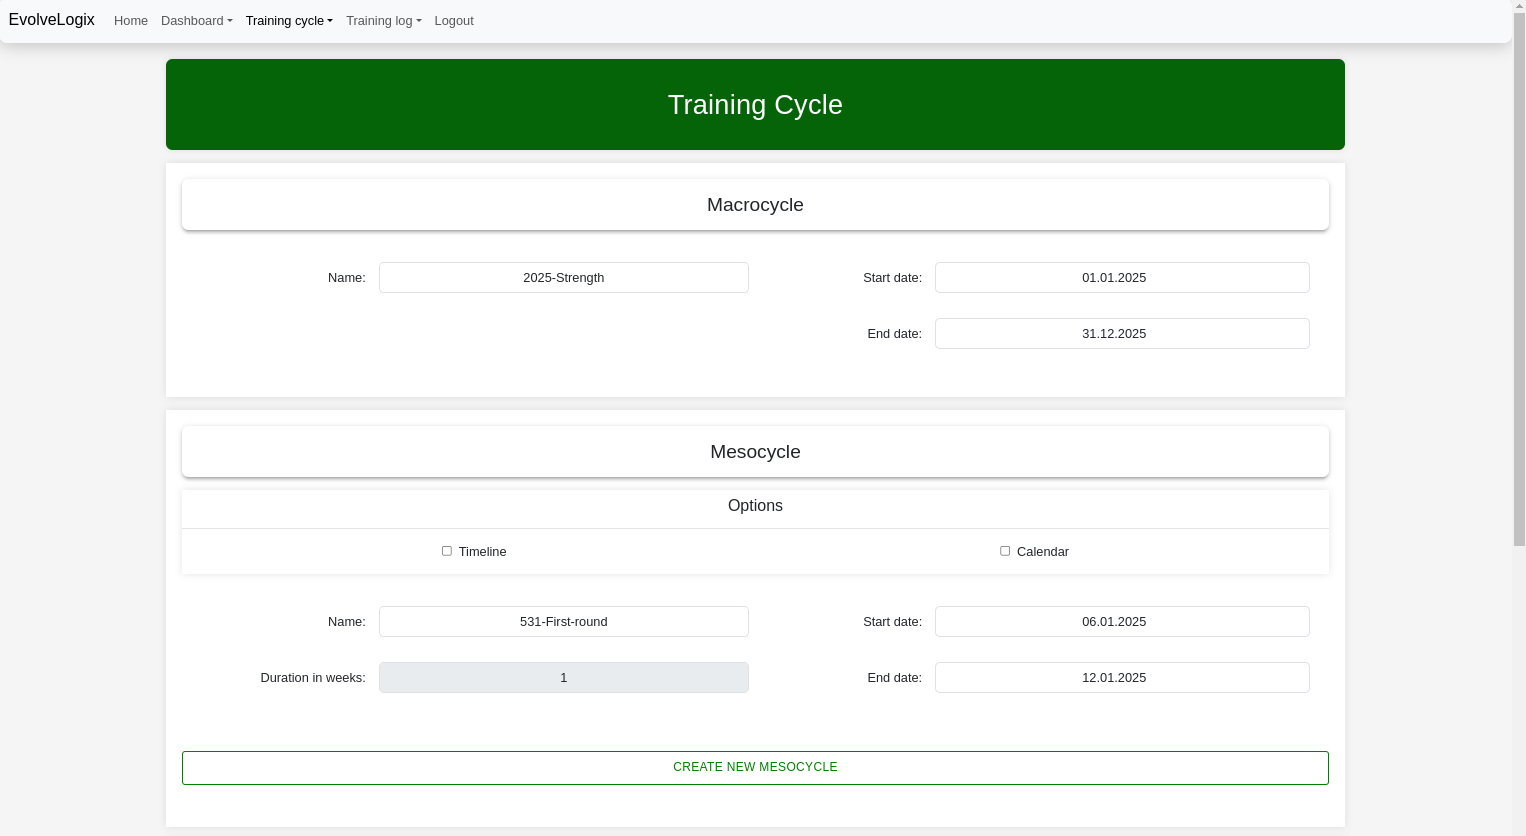 EvolveLogix Home Dashboard Training cycle Training log Logout
Training Cycle
Macrocycle
Name: 2025-Strength Start date: 01.01.2025
End date: 31.12.2025
Mesocycle
Options
Timeline Calendar
Name: 531-First-round Start date: 06.01.2025
Duration in weeks: 1 End date: 12.01.2025
CREATE NEW MESOCYCLE